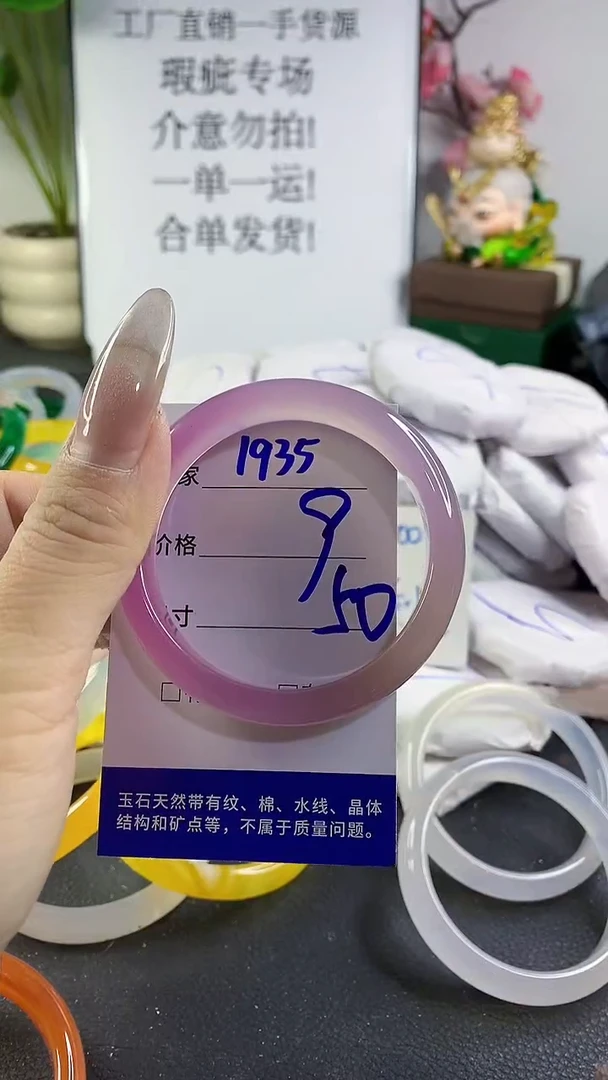 工厂直销一手货源
瑕疵专场
介意勿拍!
一单一运!
合单发货!
家 1935
价格 9
寸 50
玉石天然带有纹、棉、水线、晶体
结构和矿点等，不属于质量问题。